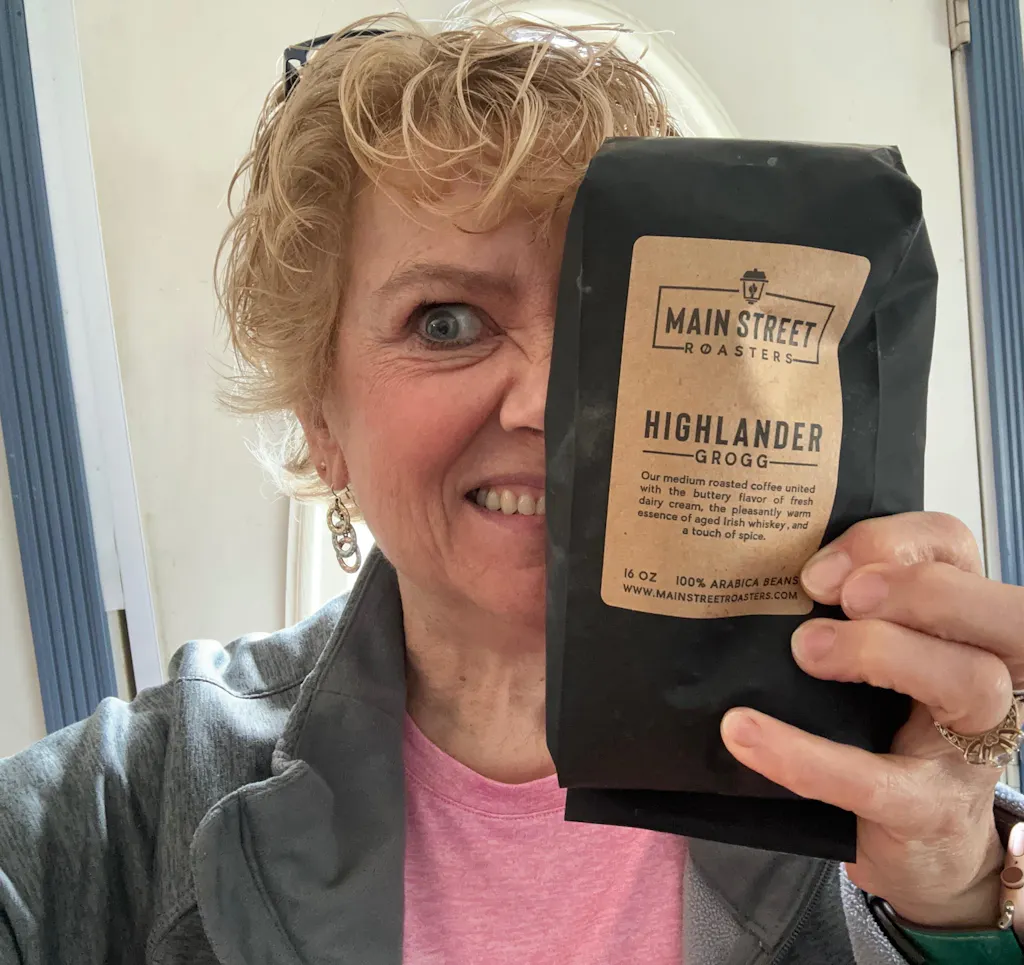 MAIN STREET
ROASTERS
HIGHLANDER
GROGG
Our medium roasted coffee united
with the buttery flavor of fresh
dairy cream, the pleasantly warm
essence of aged Irish whiskey, and
a touch of spice.
16 OZ 100% ARABICA BEANS
WWW.MAINSTREETROASTERS.COM